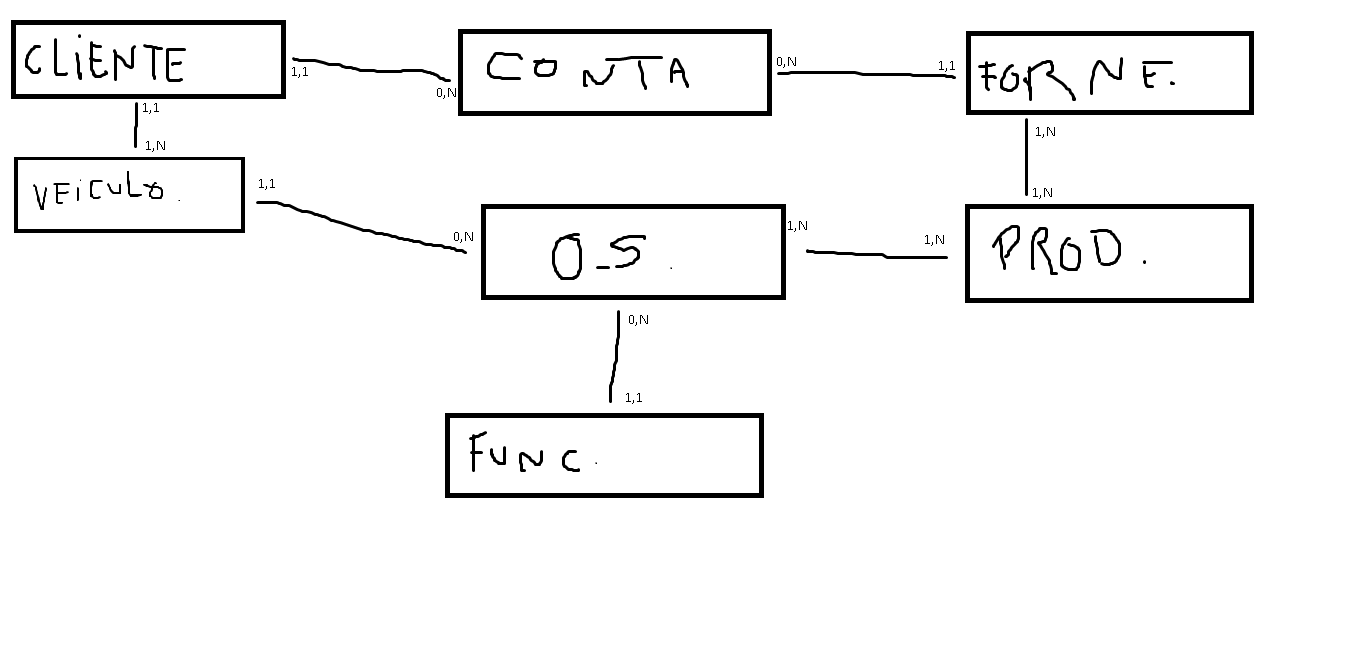 CLIENTE
1,1
0,N
CONTA
0,N
1,1
FORNE.
1,1
1,N
1,N
1,N
VEiCULO.
1,1
0,N
O.S.
1,N
1,N
PROD.
0,N
1,1
FUNC.